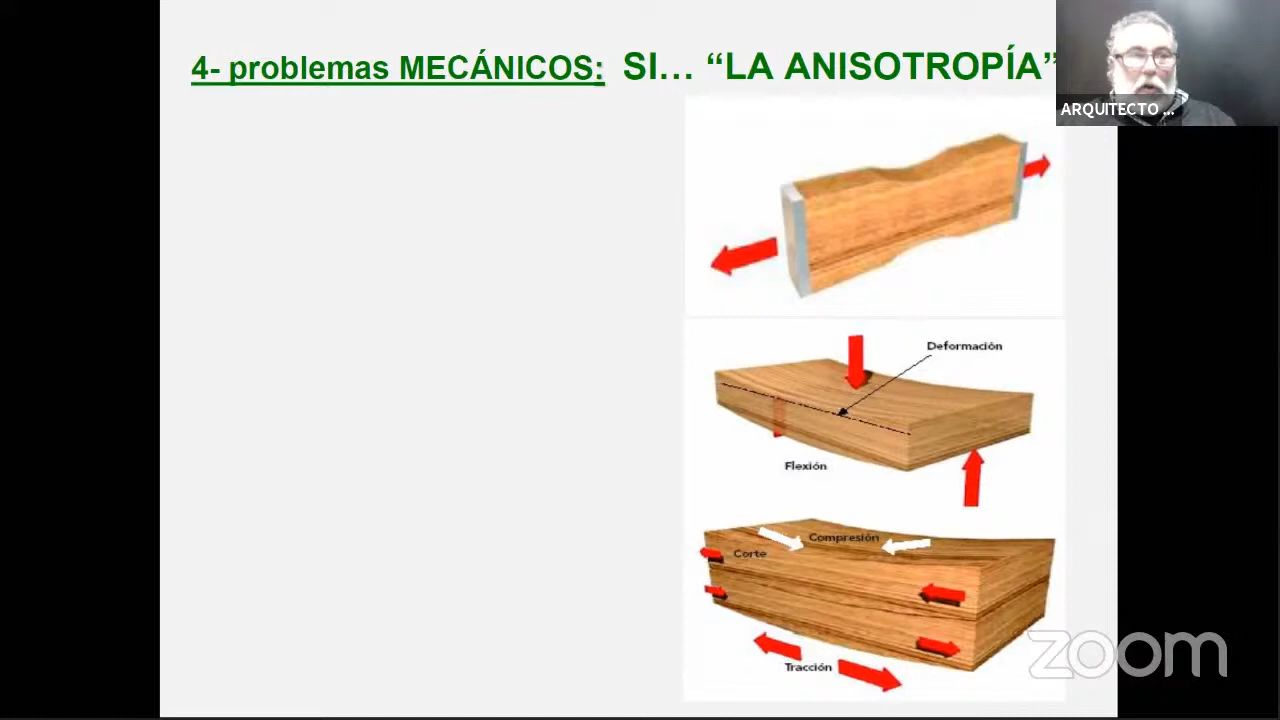 4- problemas MECÁNICOS: SI... “LA ANISOTROPÍA”
ARQUITECTO ...
Deformación
Flexión
Compresión
Corte
Tracción
zoom